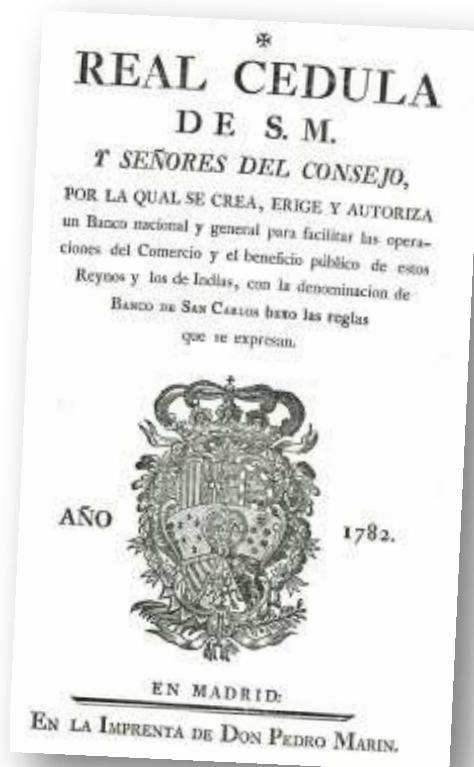 REAL CEDULA
DE S. M.
Y SEÑORES DEL CONSEJO,
POR LA QUAL SE CREA, ERIGE Y AUTORIZA
un Banco nacional y general para facilitar las opera-
ciones del Comercio y el beneficio público de estos
Reynos y los de Indias, con la denominacion de
BANCO DE SAN CARLOS baxo las reglas
que se expresan.
AÑO 1782.
EN MADRID:
EN LA IMPRENTA DE DON PEDRO MARIN.